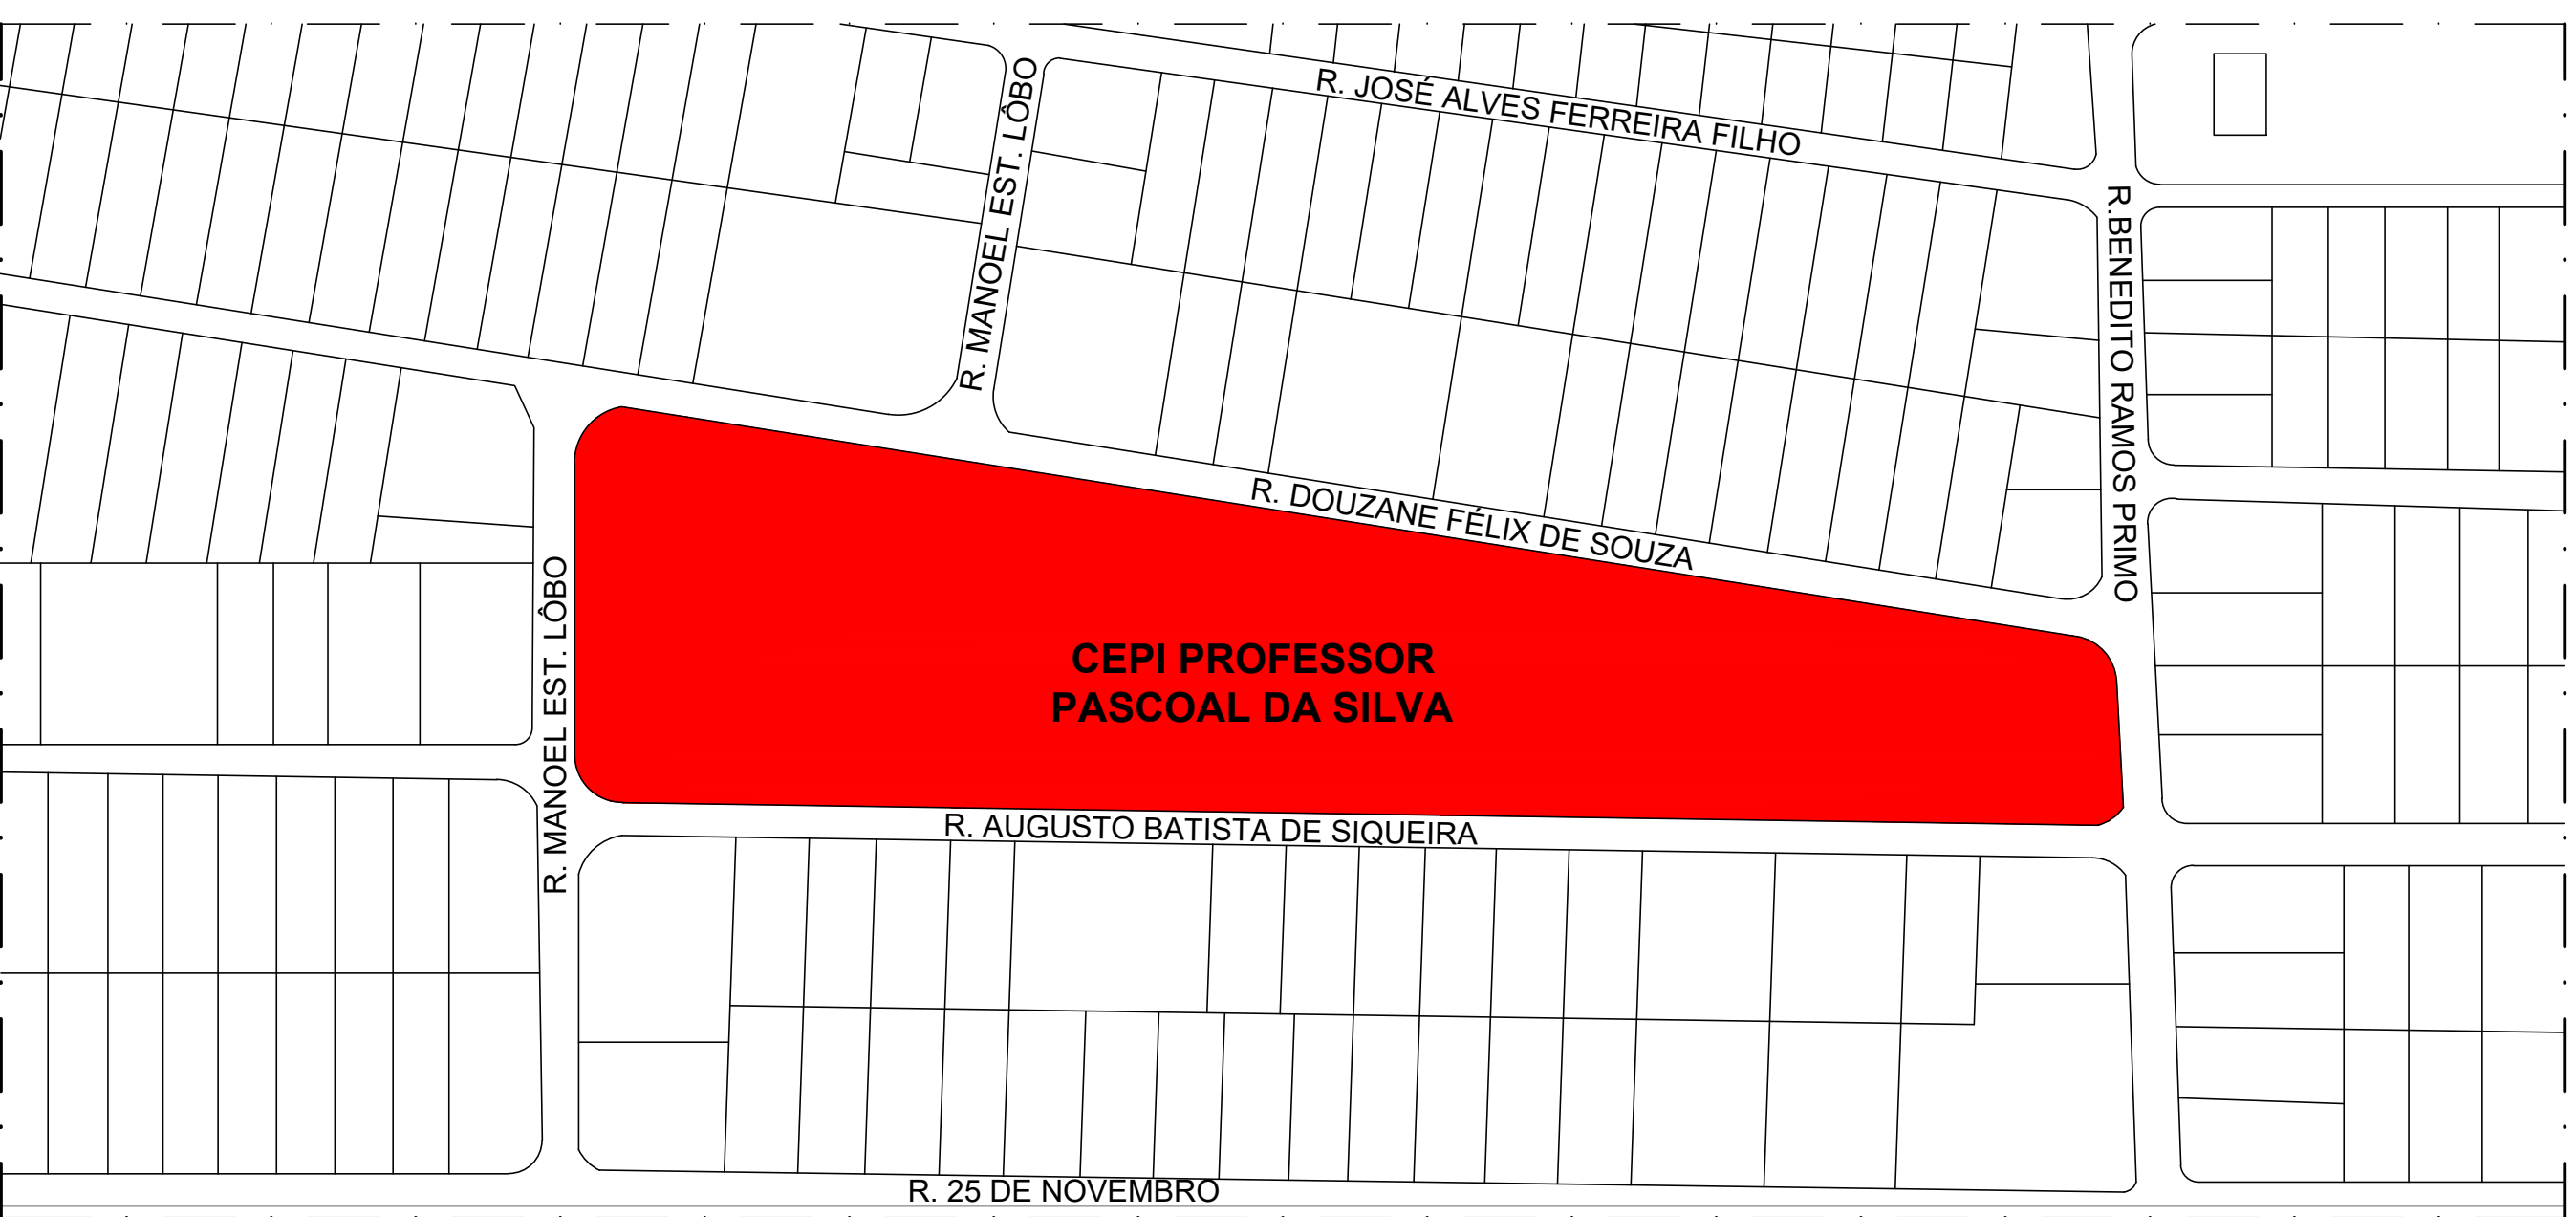 R. MANOEL EST. LÔBO
R. JOSÉ ALVES FERREIRA FILHO
R.BENEDITO RAMOS PRIMO
R. DOUZANE FÉLIX DE SOUZA
R. MANOEL EST. LÔBO
CEPI PROFESSOR
PASCOAL DA SILVA
R. AUGUSTO BATISTA DE SIQUEIRA
R. 25 DE NOVEMBRO